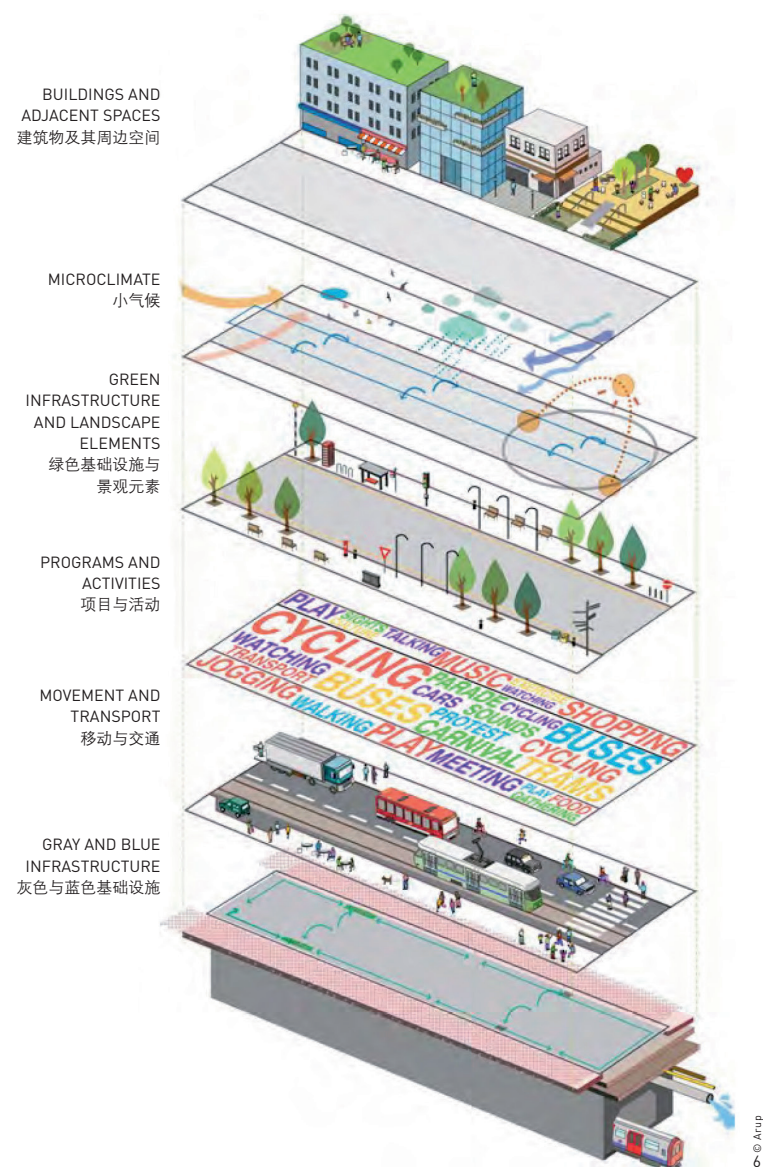 BUILDINGS AND
ADJACENT SPACES
建筑物及其周边空间
MICROCLIMATE
小气候
GREEN
INFRASTRUCTURE
AND LANDSCAPE
ELEMENTS
绿色基础设施与
景观元素
PROGRAMS AND
ACTIVITIES
项目与活动
PLAY
SIGHTS
TALKING
MUSIC
WATCHING
SHOPPING
CYCLING
PARADE
CYCLING
BUSES
WATCHING
TRANSPORT
BUSES
CARS
SOUNDS
PROTEST
CYCLING
JOGGING
WALKING
PLAY
CARNIVAL
TRAMS
MEETING
PLAY
FOOD
GATHERING
MOVEMENT AND
TRANSPORT
移动与交通
GRAY AND BLUE
INFRASTRUCTURE
灰色与蓝色基础设施
6 © Arup